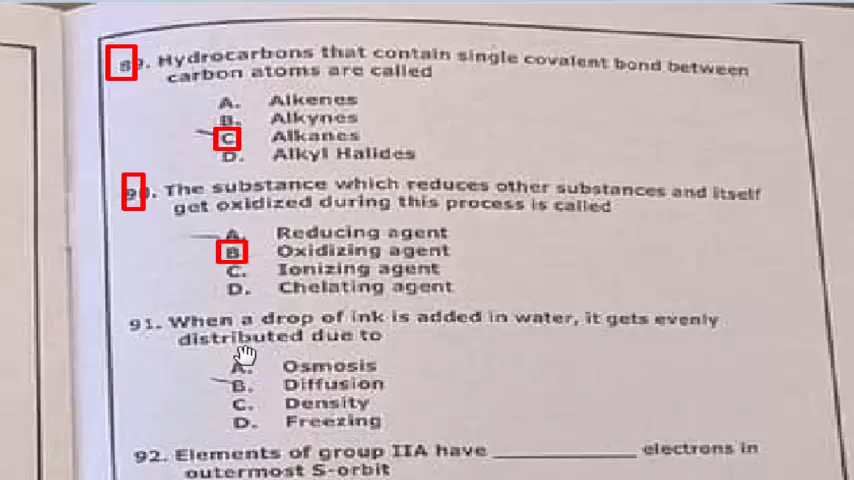 89. Hydrocarbons that contain single covalent bond between
carbon atoms are called
A. Alkenes
B. Alkynes
C. Alkanes
D. Alkyl Halides
90. The substance which reduces other substances and itself
get oxidized during this process is called
A. Reducing agent
B. Oxidizing agent
C. Ionizing agent
D. Chelating agent
91. When a drop of ink is added in water, it gets evenly
distributed due to
A. Osmosis
B. Diffusion
C. Density
D. Freezing
92. Elements of group IIA have ____________ electrons in
outermost S-orbit